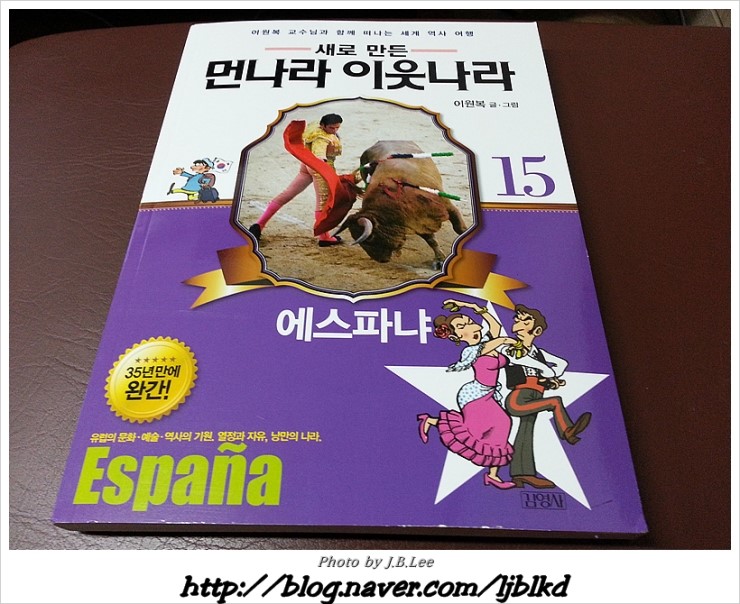 이원복 교수님과 함께 떠나는 세계 역사 여행
새로 만든
먼나라 이웃나라
이원복 글·그림
15
에스파냐
35년만에
완간!
유럽의 문화·예술·역사의 기원. 열정과 자유, 낭만의 나라.
España
김영사
Photo by J.B.Lee
http://blog.naver.com/ljblkd